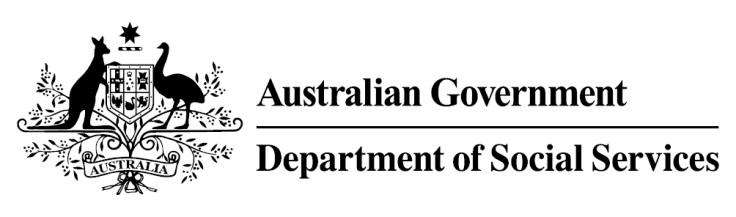 Australian Government
Department of Social Services
AUSTRALIA